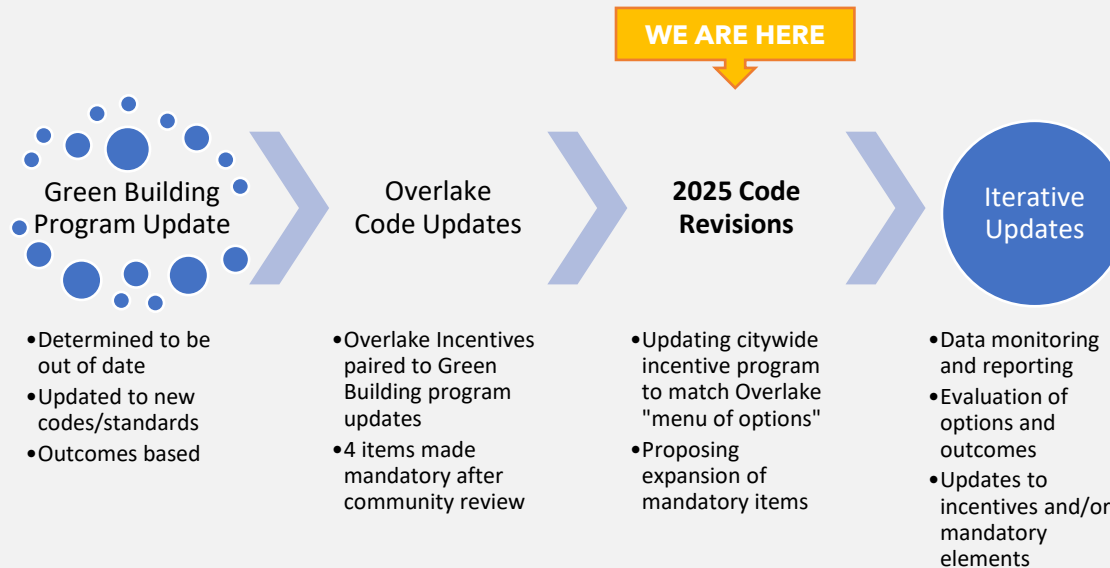 WE ARE HERE
Green Building
Program Update
•Determined to be
out of date
•Updated to new
codes/standards
•Outcomes based
Overlake
Code Updates
•Overlake Incentives
paired to Green
Building program
updates
•4 items made
mandatory after
community review
2025 Code
Revisions
•Updating citywide
incentive program
to match Overlake
"menu of options"
•Proposing
expansion of
mandatory items
Iterative
Updates
•Data monitoring
and reporting
•Evaluation of
options and
outcomes
•Updates to
incentives and/or
mandatory
elements